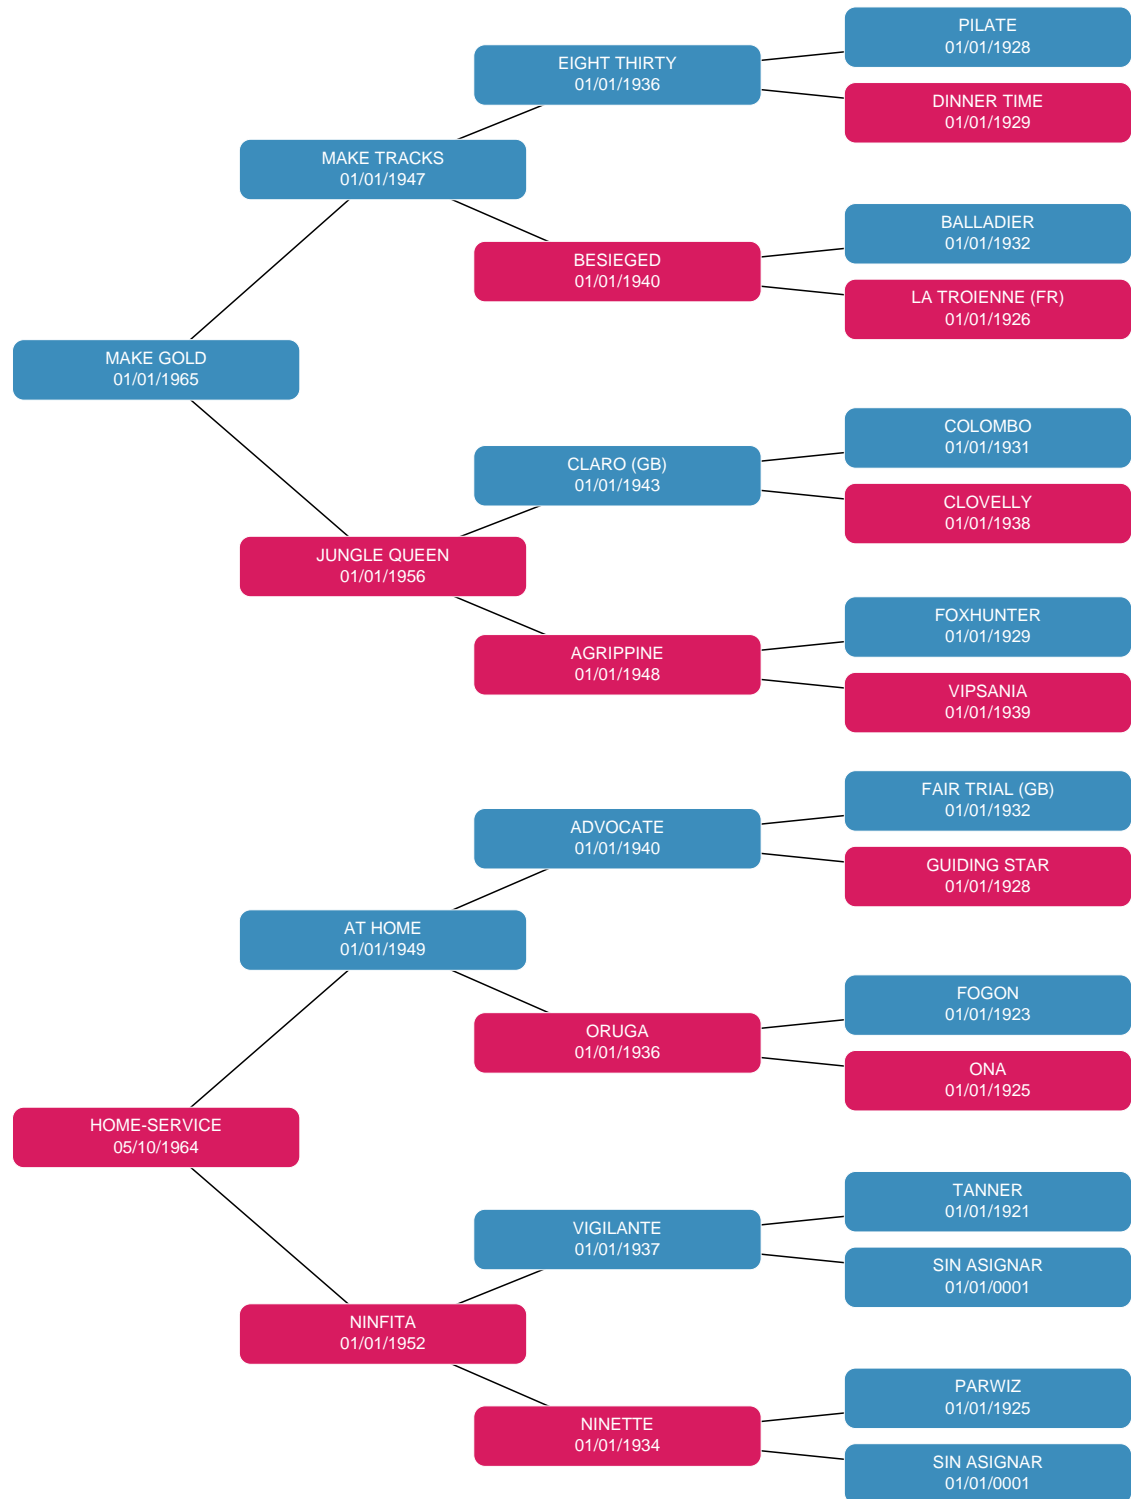 PILATE
01/01/1928
EIGHT THIRTY
01/01/1936
DINNER TIME
01/01/1929
MAKE TRACKS
01/01/1947
BALLADIER
01/01/1932
BESIEGED
01/01/1940
LA TROIENNE (FR)
01/01/1926
MAKE GOLD
01/01/1965
COLOMBO
01/01/1931
CLARO (GB)
01/01/1943
CLOVELLY
01/01/1938
JUNGLE QUEEN
01/01/1956
FOXHUNTER
01/01/1929
AGRIPPINE
01/01/1948
VIPSANIA
01/01/1939
FAIR TRIAL (GB)
01/01/1932
ADVOCATE
01/01/1940
GUIDING STAR
01/01/1928
AT HOME
01/01/1949
FOGON
01/01/1923
ORUGA
01/01/1936
ONA
01/01/1925
HOME-SERVICE
05/10/1964
TANNER
01/01/1921
VIGILANTE
01/01/1937
SIN ASIGNAR
01/01/0001
NINFITA
01/01/1952
PARWIZ
01/01/1925
NINETTE
01/01/1934
SIN ASIGNAR
01/01/0001